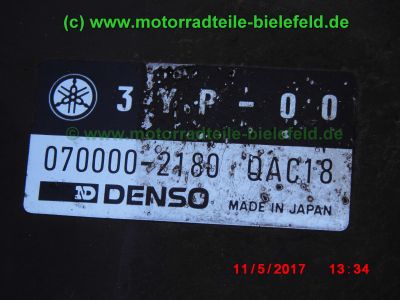 (c) www.motorradteile-bielefeld.de
3YP-00
(c) www.motorradteile-bielefeld.de
070000-2180 QAC18
ND DENSO
MADE IN JAPAN
11/5/2017 13:34